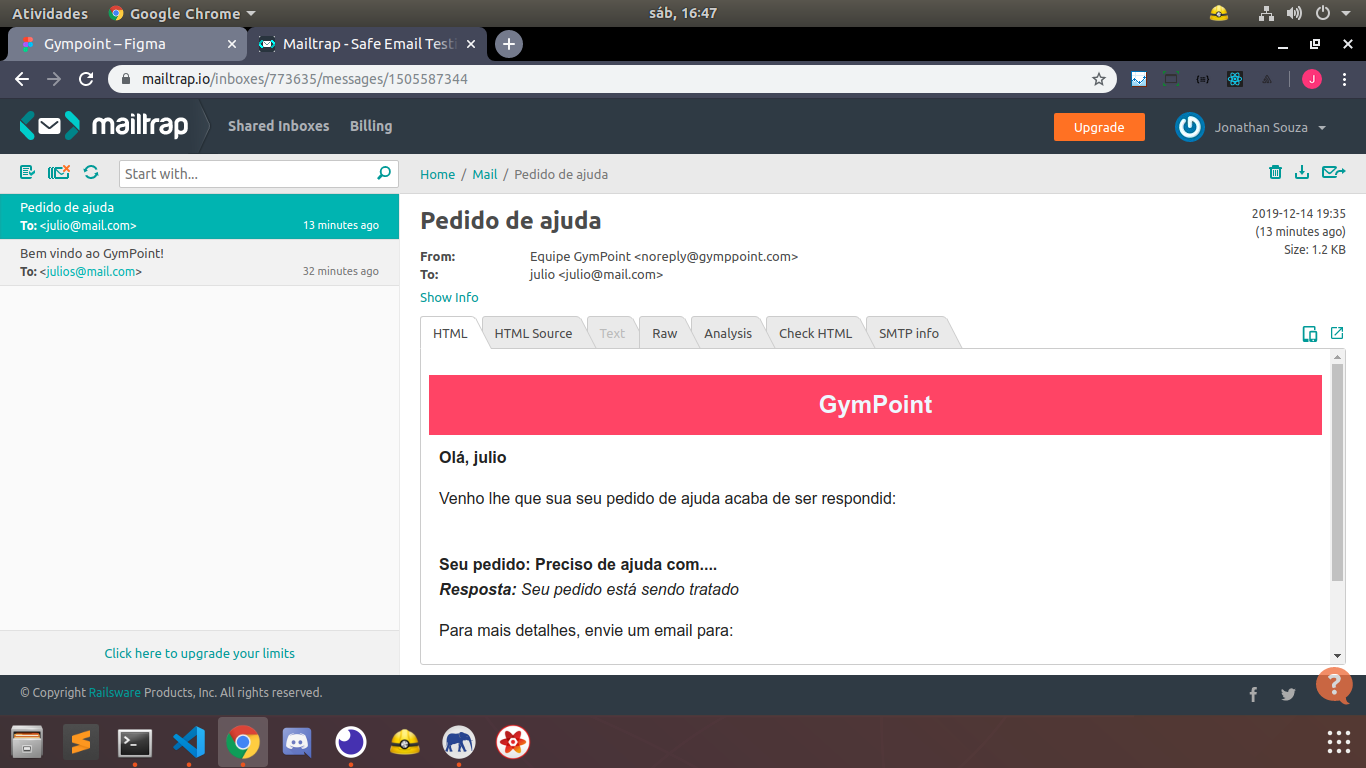 Atividades Google Chrome sáb, 16:47
Gympoint – Figma Mailtrap - Safe Email Test
mailtrap.io/inboxes/773635/messages/1505587344 J
mailtrap Shared Inboxes Billing Upgrade Jonathan Souza
Start with... Home / Mail / Pedido de ajuda
Pedido de ajuda
To: <julio@mail.com> 13 minutes ago
Bem vindo ao GymPoint!
To: <julios@mail.com> 32 minutes ago
Click here to upgrade your limits
Pedido de ajuda
2019-12-14 19:35
(13 minutes ago)
Size: 1.2 KB
From: Equipe GymPoint <noreply@gymppoint.com>
To: julio <julio@mail.com>
Show Info
HTML HTML Source Text Raw Analysis Check HTML SMTP info
GymPoint
Olá, julio
Venho lhe que sua seu pedido de ajuda acaba de ser respondid:
Seu pedido: Preciso de ajuda com....
Resposta: Seu pedido está sendo tratado
Para mais detalhes, envie um email para:
© Copyright Railsware Products, Inc. All rights reserved.
?